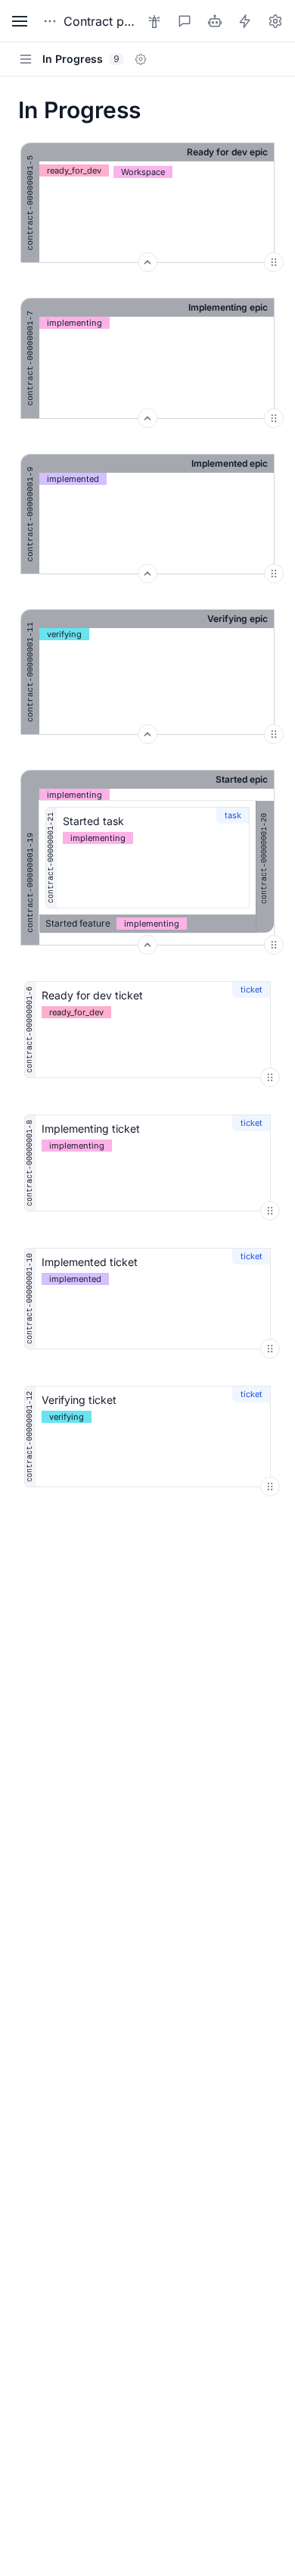 Contract p...
In Progress 9
In Progress
Ready for dev epic
contract-00000001-5
ready_for_dev Workspace
Implementing epic
contract-00000001-7
implementing
Implemented epic
contract-00000001-9
implemented
Verifying epic
contract-00000001-11
verifying
Started epic
contract-00000001-19
implementing
task
contract-00000001-21
Started task
implementing
contract-00000001-20
Started feature implementing
ticket
contract-00000001-6
Ready for dev ticket
ready_for_dev
ticket
contract-00000001-8
Implementing ticket
implementing
ticket
contract-00000001-10
Implemented ticket
implemented
ticket
contract-00000001-12
Verifying ticket
verifying